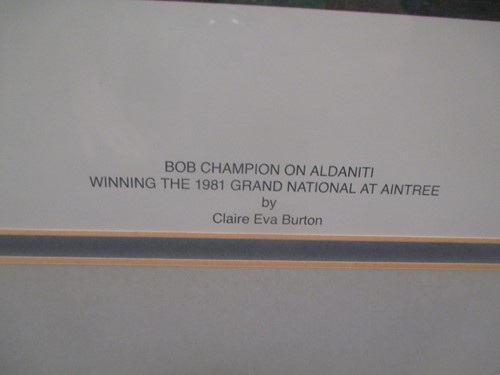 BOB CHAMPION ON ALDANITI
WINNING THE 1981 GRAND NATIONAL AT AINTREE
by
Claire Eva Burton